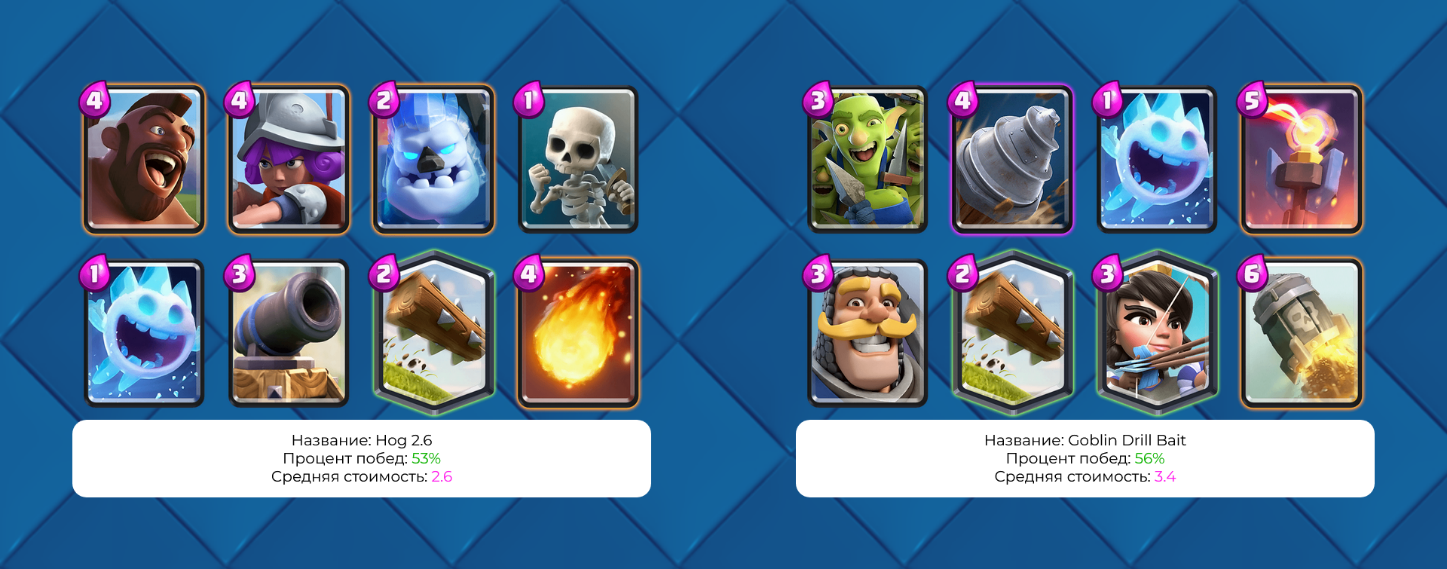 4 4 2 1
1 3 2 4
Название: Hog 2.6
Процент побед: 53%
Средняя стоимость: 2.6
3 4 1 5
3 2 3 6
Название: Goblin Drill Bait
Процент побед: 56%
Средняя стоимость: 3.4